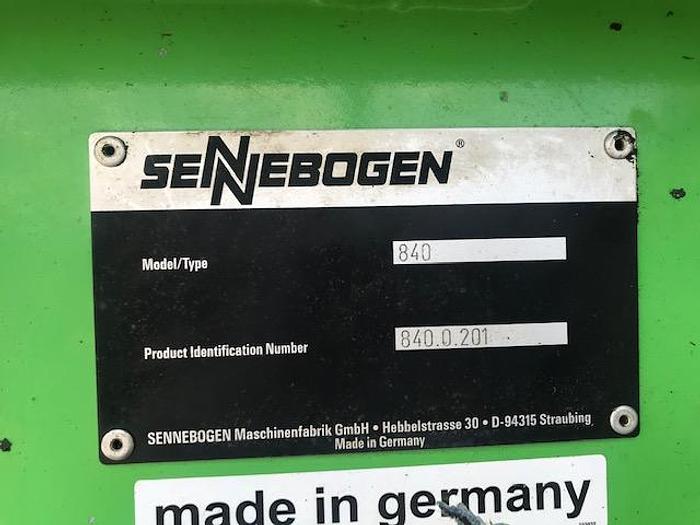 SENNEBOGEN®
Model/Type 840
Product Identification Number 840.0.201
SENNEBOGEN Maschinenfabrik GmbH • Hebbelstrasse 30 • D-94315 Straubing
Made in Germany
made in germany